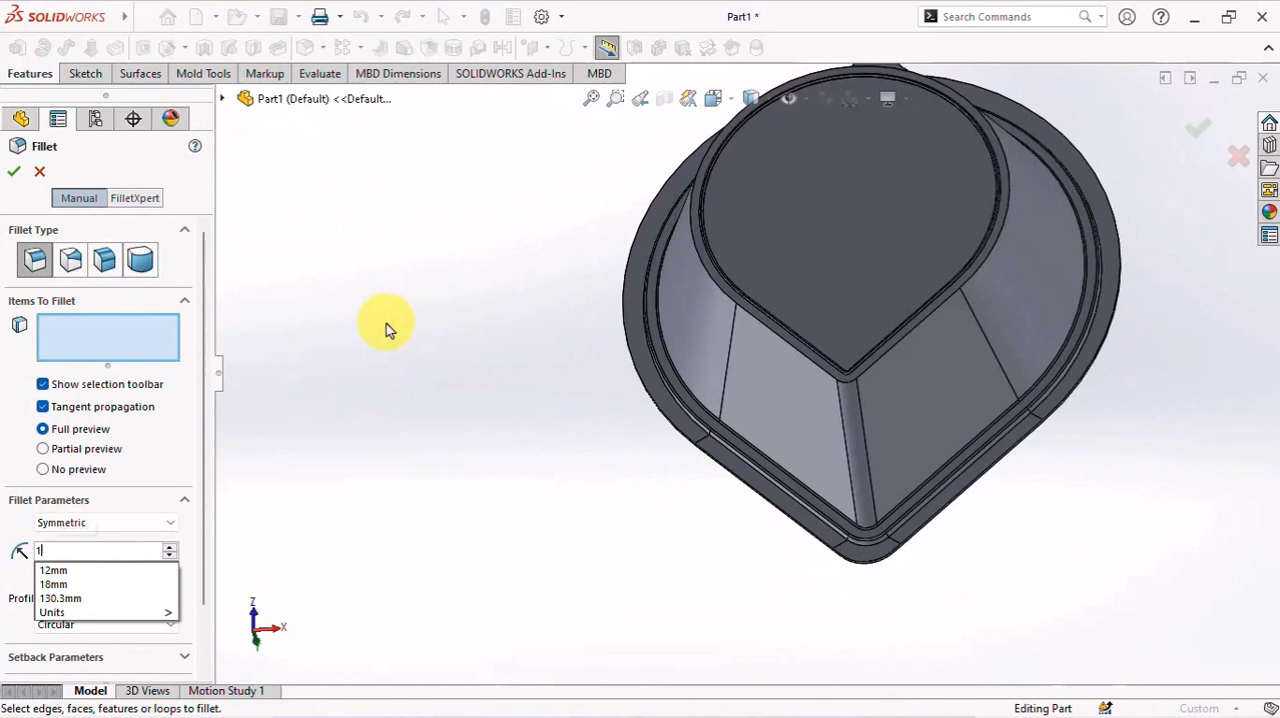 SOLIDWORKS
Part1 *
Search Commands
Features
Sketch
Surfaces
Mold Tools
Markup
Evaluate
MBD Dimensions
SOLIDWORKS Add-Ins
MBD
Part1 (Default) <<Default...
Fillet
Manual
FilletXpert
Fillet Type
Items To Fillet
Show selection toolbar
Tangent propagation
Full preview
Partial preview
No preview
Fillet Parameters
Symmetric
1
12mm
18mm
130.3mm
Units >
Profil
Circular
Setback Parameters
Z
X
Model
3D Views
Motion Study 1
Select edges, faces, features or loops to fillet.
Editing Part
Custom